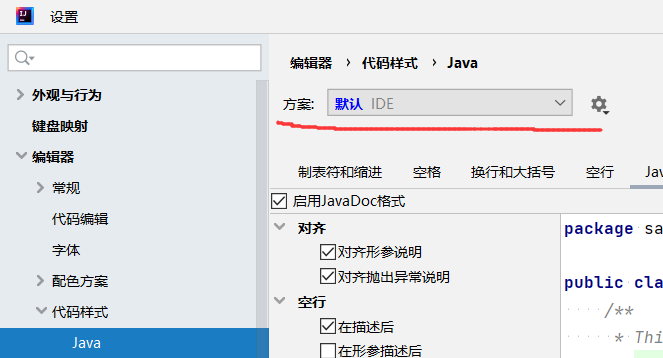 设置
编辑器 › 代码样式 › Java
外观与行为
方案: 默认 IDE
键盘映射
编辑器
制表符和缩进 空格 换行和大括号 空行 Jav
常规
启用JavaDoc格式
代码编辑
对齐
package sa
对齐形参说明
字体
对齐抛出异常说明
public cla
配色方案
空行
/**
代码样式
在描述后
* Thi
Java
在形参描述后